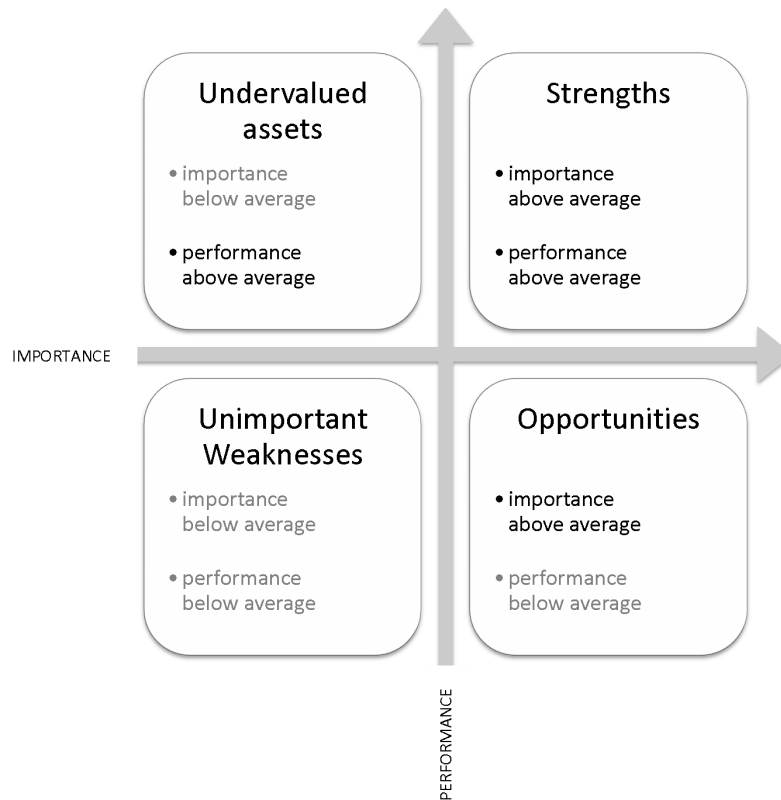 Undervalued
assets
• importance
below average
• performance
above average
Strengths
• importance
above average
• performance
above average
IMPORTANCE
Unimportant
Weaknesses
• importance
below average
• performance
below average
Opportunities
• importance
above average
• performance
below average
PERFORMANCE